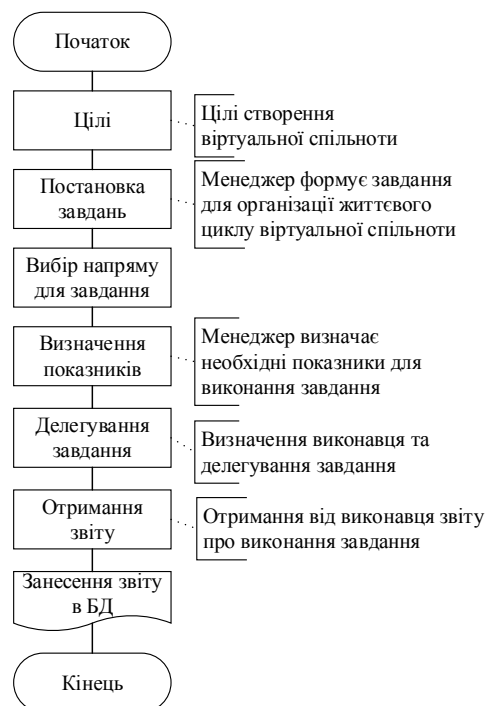 Початок
Цілі
Цілі створення
віртуальної спільноти
Постановка
завдань
Менеджер формує завдання
для організації життєвого
циклу віртуальної спільноти
Вибір напряму
для завдання
Визначення
показників
Менеджер визначає
необхідні показники для
виконання завдання
Делегування
завдання
Визначення виконавця та
делегування завдання
Отримання
звіту
Отримання від виконавця звіту
про виконання завдання
Занесення звіту
в БД
Кінець